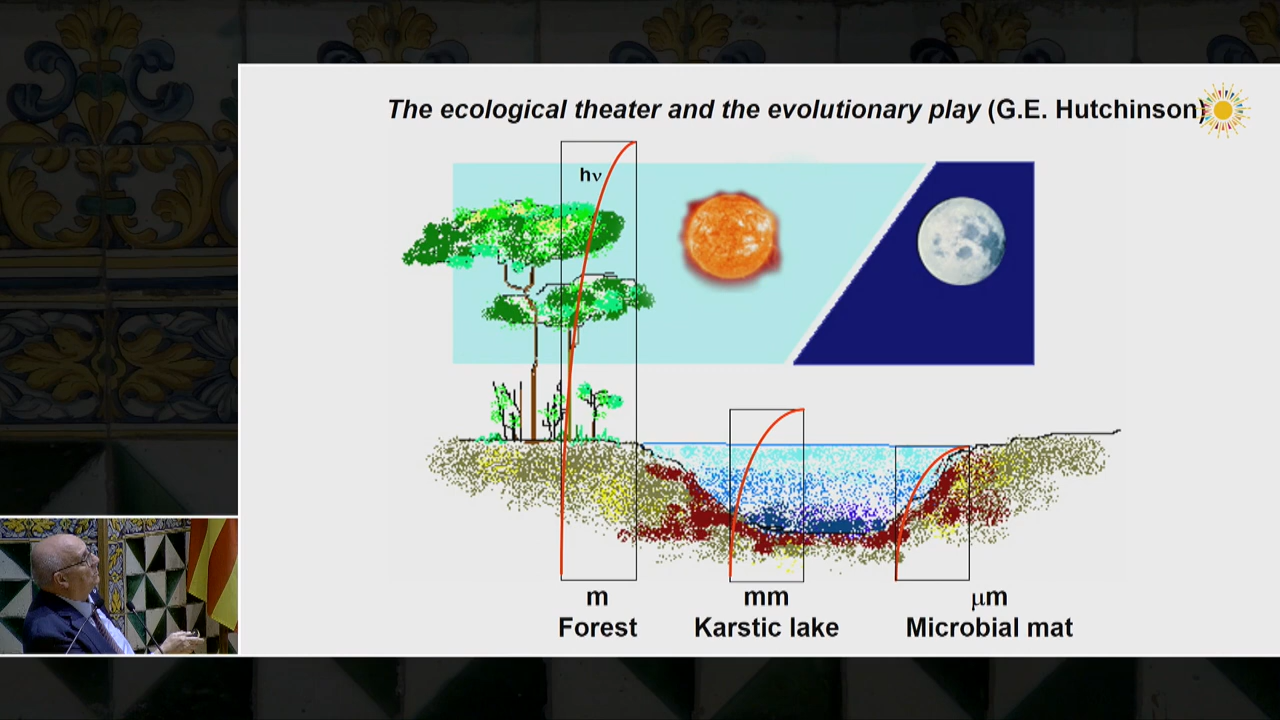 The ecological theater and the evolutionary play (G.E. Hutchinson)
hν
m
Forest
mm
Karstic lake
μm
Microbial mat